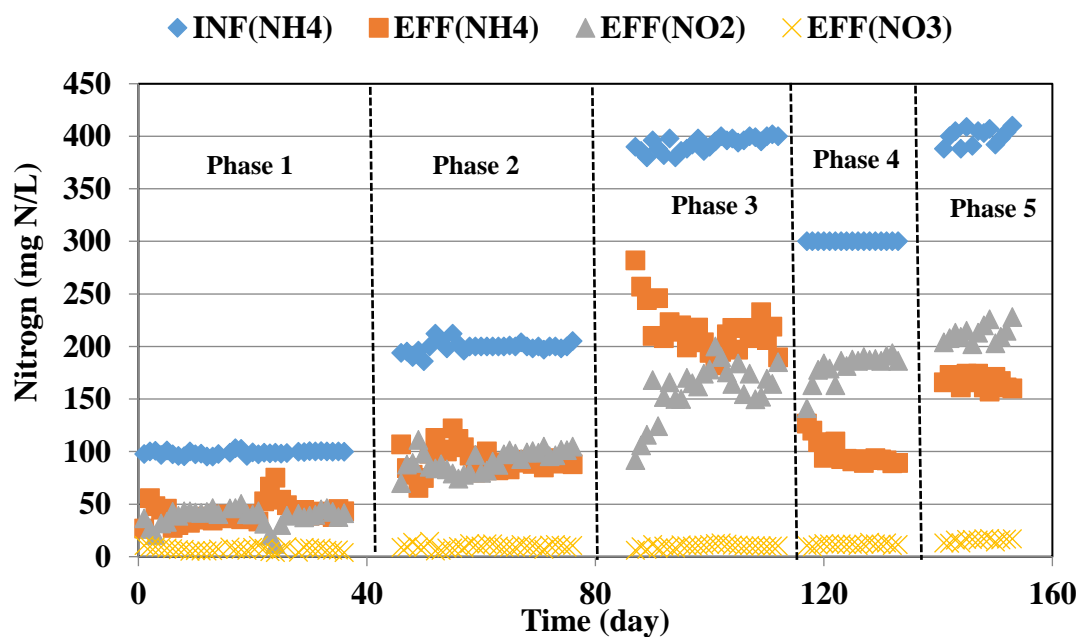 INF(NH4) EFF(NH4) EFF(NO2) EFF(NO3)
450
400
350
300
250
200
150
100
50
0
Nitrogn (mg N/L)
Phase 1
Phase 2
Phase 3
Phase 4
Phase 5
0 40 80 120 160
Time (day)